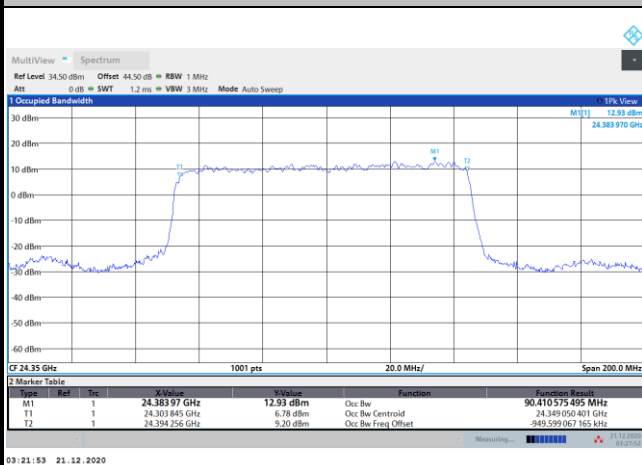 MultiView Spectrum
Ref Level 34.50 dBm Offset 44.50 dB RBW 1 MHz
Att 0 dB SWT 1.2 ms VBW 3 MHz Mode Auto Sweep
1 Occupied Bandwidth 1Pk View
M1[1] 12.93 dBm
24.383 970 GHz
30 dBm
20 dBm
M1
T1 T2
10 dBm
0 dBm
-10 dBm
-20 dBm
-30 dBm
-40 dBm
-50 dBm
-60 dBm
CF 24.35 GHz 1001 pts 20.0 MHz/ Span 200.0 MHz
2 Marker Table
Type Ref Trc X-Value Y-Value Function Function Result
M1 1 24.383 97 GHz 12.93 dBm Occ Bw 90.410 575 495 MHz
T1 1 24.303 845 GHz 6.78 dBm Occ Bw Centroid 24.349 050 401 GHz
T2 1 24.394 256 GHz 9.20 dBm Occ Bw Freq Offset -949.599 067 165 kHz
Measuring... 21.12.2020
03:21:52
03:21:53 21.12.2020